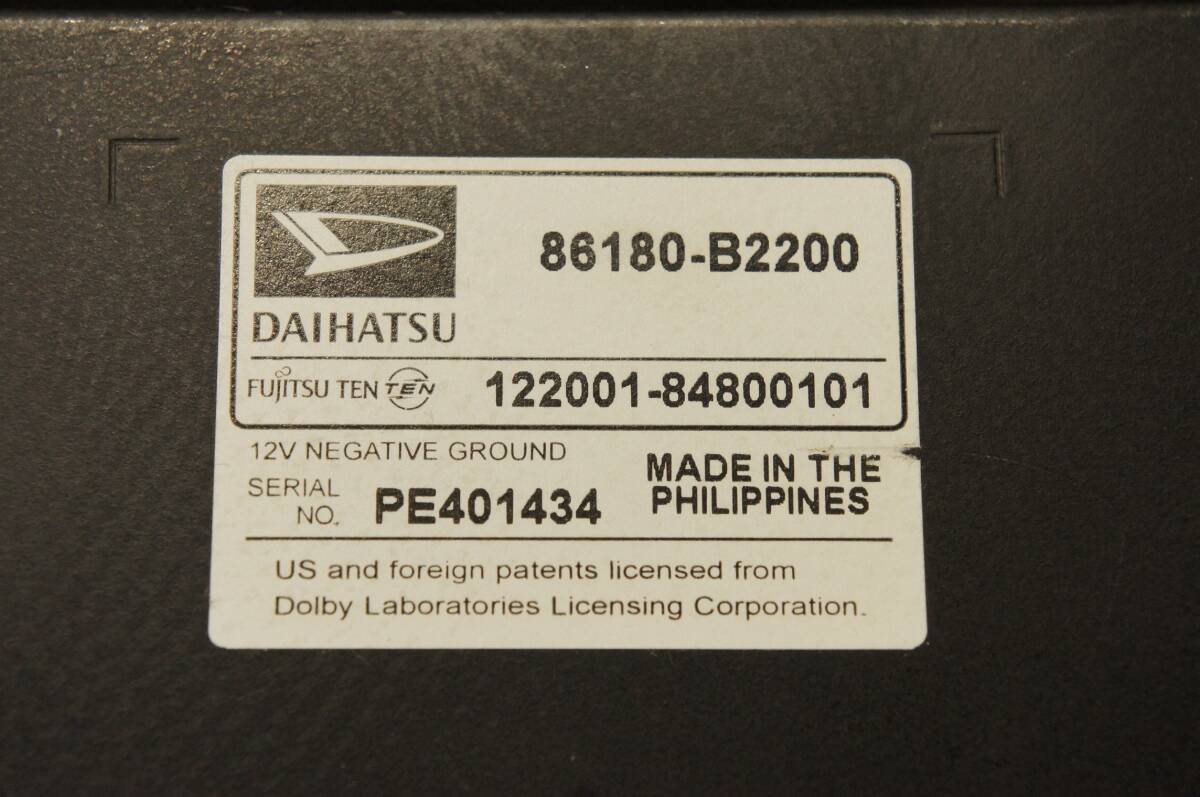 86180-B2200
DAIHATSU
FUJITSU TEN TEN 122001-84800101
12V NEGATIVE GROUND
SERIAL NO. PE401434
MADE IN THE
PHILIPPINES
US and foreign patents licensed from
Dolby Laboratories Licensing Corporation.